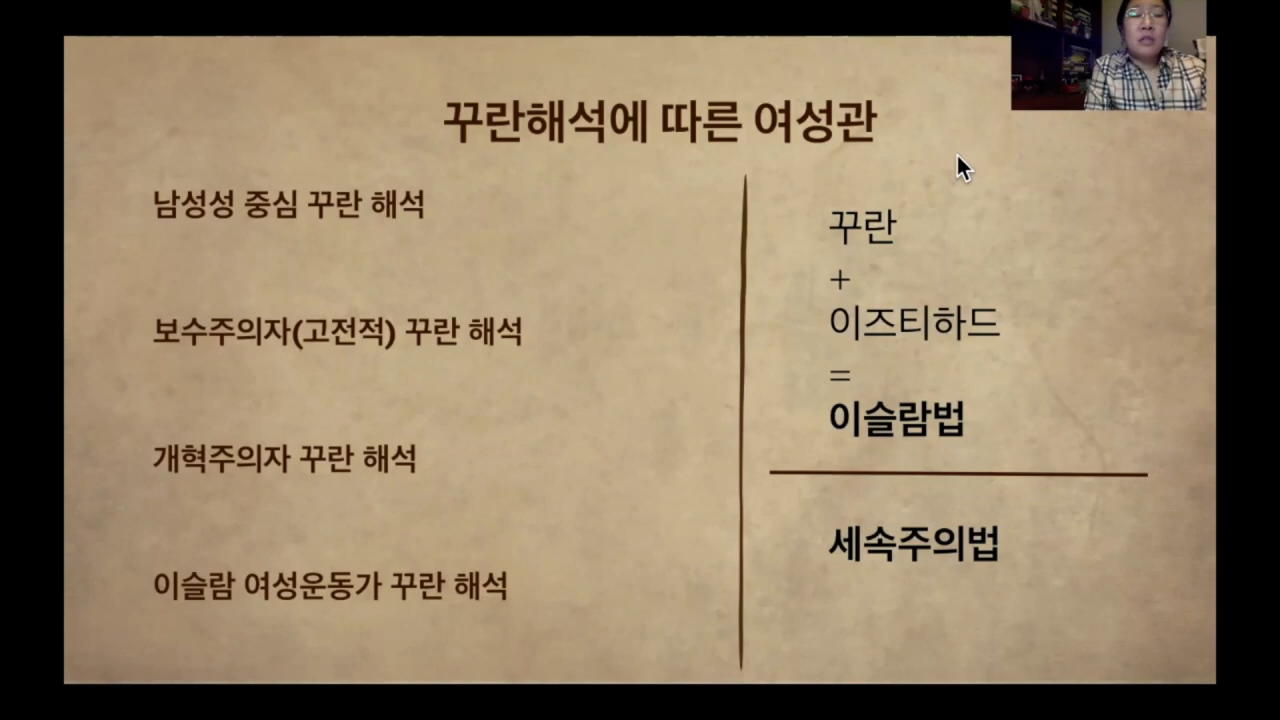 꾸란해석에 따른 여성관
남성성 중심 꾸란 해석
보수주의자(고전적) 꾸란 해석
개혁주의자 꾸란 해석
이슬람 여성운동가 꾸란 해석
꾸란
+
이즈티하드
=
이슬람법
세속주의법